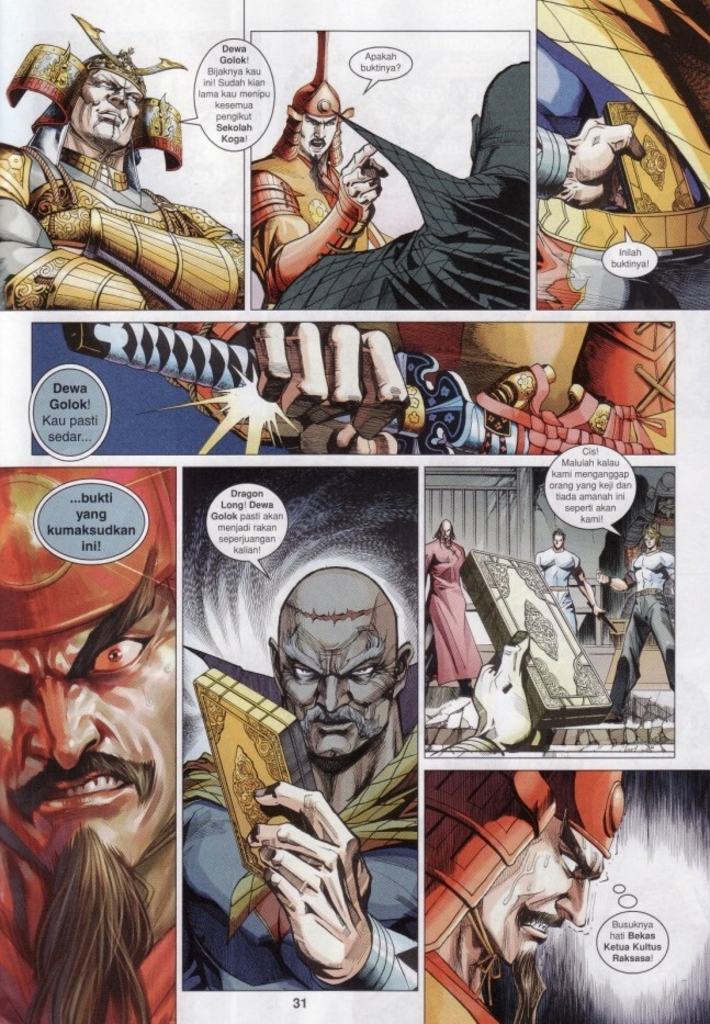 Dewa
Golok!
Bijaknya kau
ini! Sudah kian
lama kau menipu
kesemua
pengikut
Sekolah
Koga!
Apakah
buktinya?
Inilah
buktinya!
Dewa
Golok!
Kau pasti
sedar...
...bukti
yang
kumaksudkan
ini!
Dragon
Long! Dewa
Golok pasti akan
menjadi rakan
seperjuangan
kalian!
Cis!
Malulah kalau
kami menganggap
orang yang keji dan
tiada amanah ini
seperti akan
kami!
Busuknya
hati Bekas
Ketua Kultus
Raksasa!
31